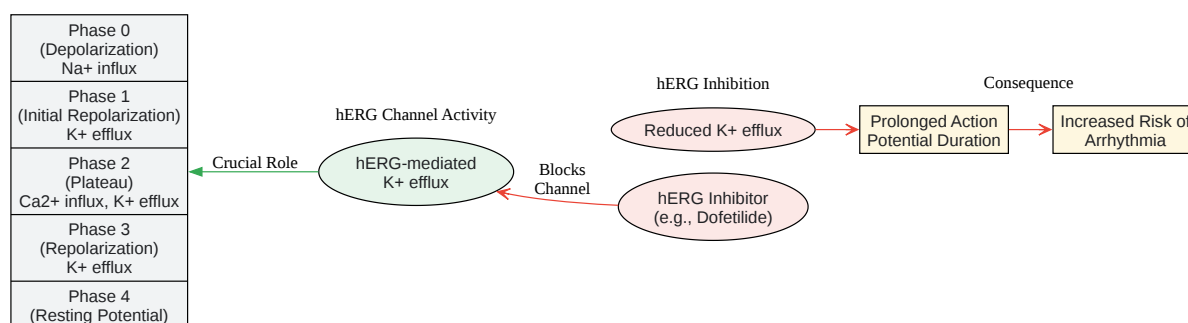 Phase 0
(Depolarization)
Na+ influx
Phase 1
(Initial Repolarization)
K+ efflux
Phase 2
(Plateau)
Ca2+ influx, K+ efflux
Phase 3
(Repolarization)
K+ efflux
Phase 4
(Resting Potential)
Crucial Role
hERG Channel Activity
hERG-mediated
K+ efflux
Blocks
Channel
hERG Inhibition
Reduced K+ efflux
hERG Inhibitor
(e.g., Dofetilide)
Consequence
Prolonged Action
Potential Duration
Increased Risk of
Arrhythmia